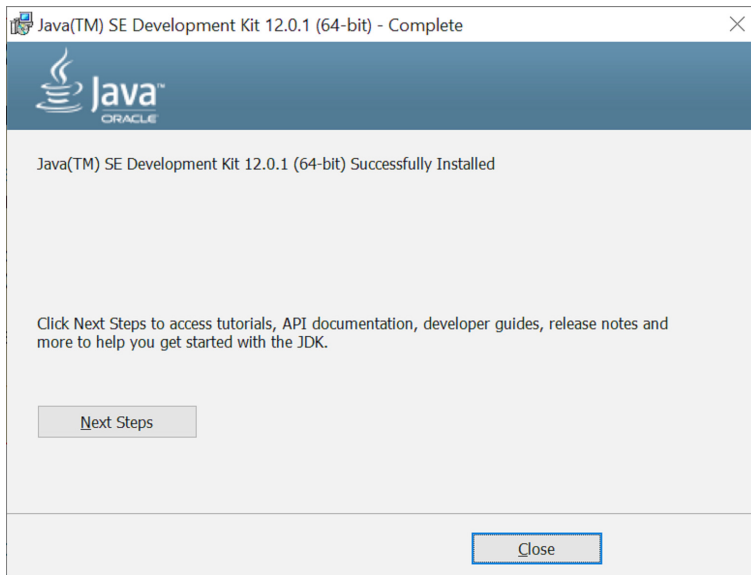 Java(TM) SE Development Kit 12.0.1 (64-bit) - Complete
Java™
ORACLE
Java(TM) SE Development Kit 12.0.1 (64-bit) Successfully Installed
Click Next Steps to access tutorials, API documentation, developer guides, release notes and
more to help you get started with the JDK.
Next Steps
Close